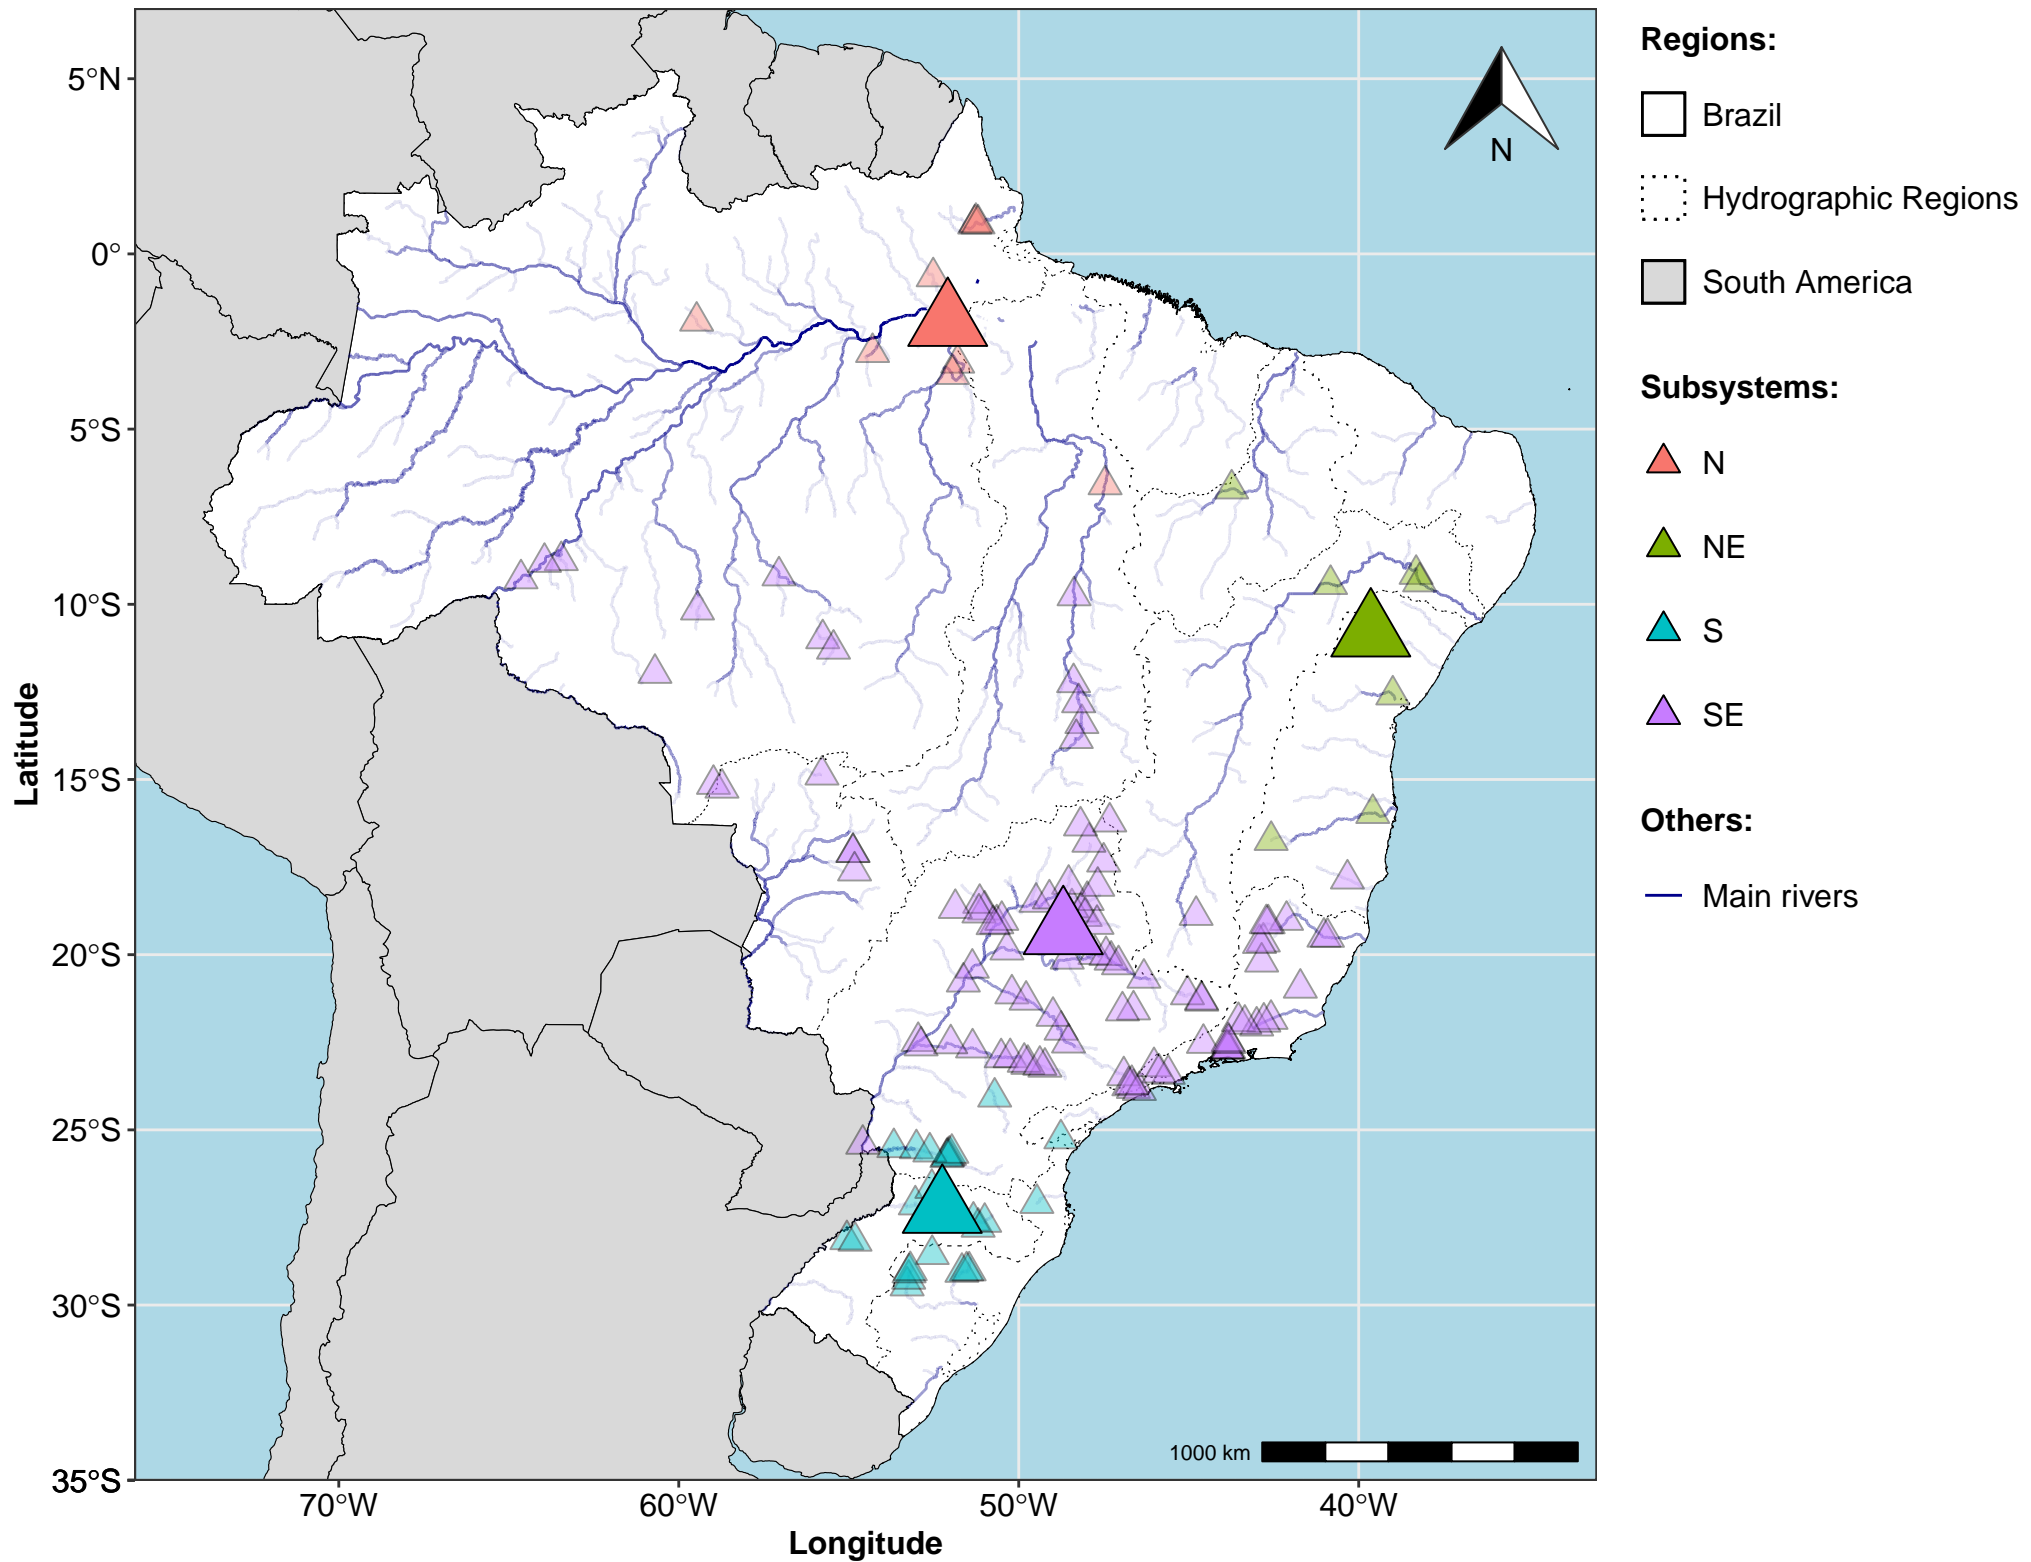 5°N
0°
5°S
10°S
15°S
20°S
25°S
30°S
35°S
Latitude
70°W
60°W
50°W
40°W
Longitude
N
1000 km
Regions:
Brazil
Hydrographic Regions
South America
Subsystems:
N
NE
S
SE
Others:
Main rivers